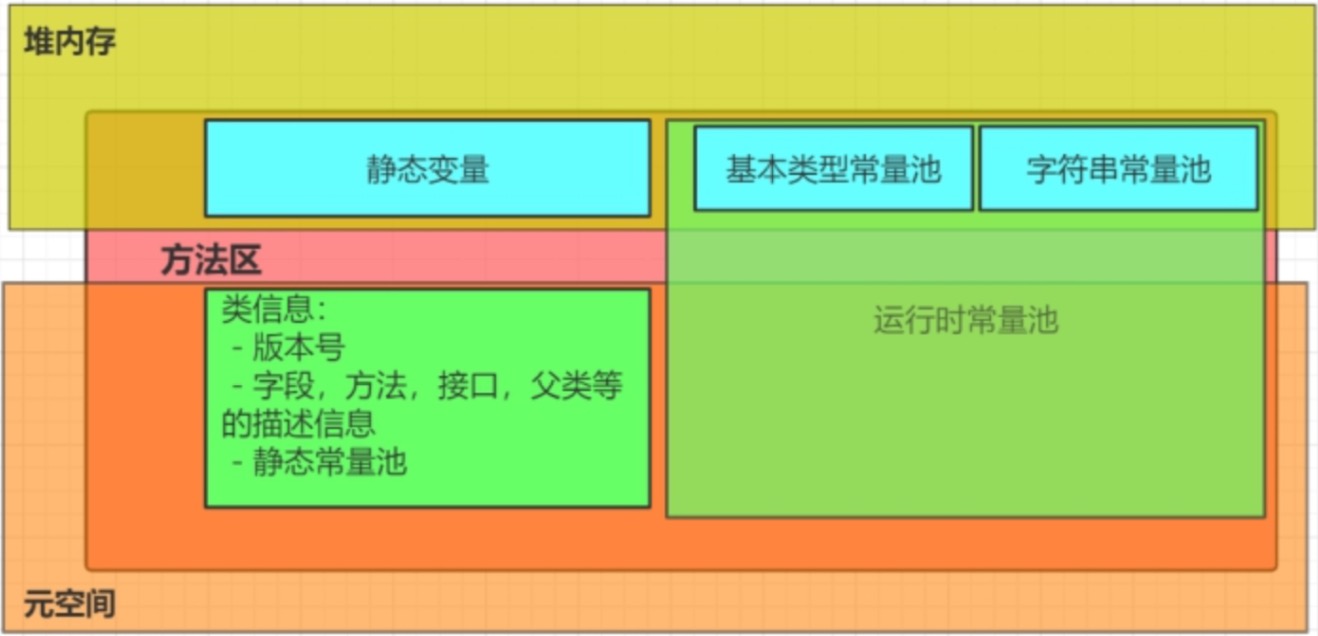 堆内存
静态变量
基本类型常量池
字符串常量池
方法区
类信息：
- 版本号
- 字段，方法，接口，父类等
的描述信息
- 静态常量池
运行时常量池
元空间